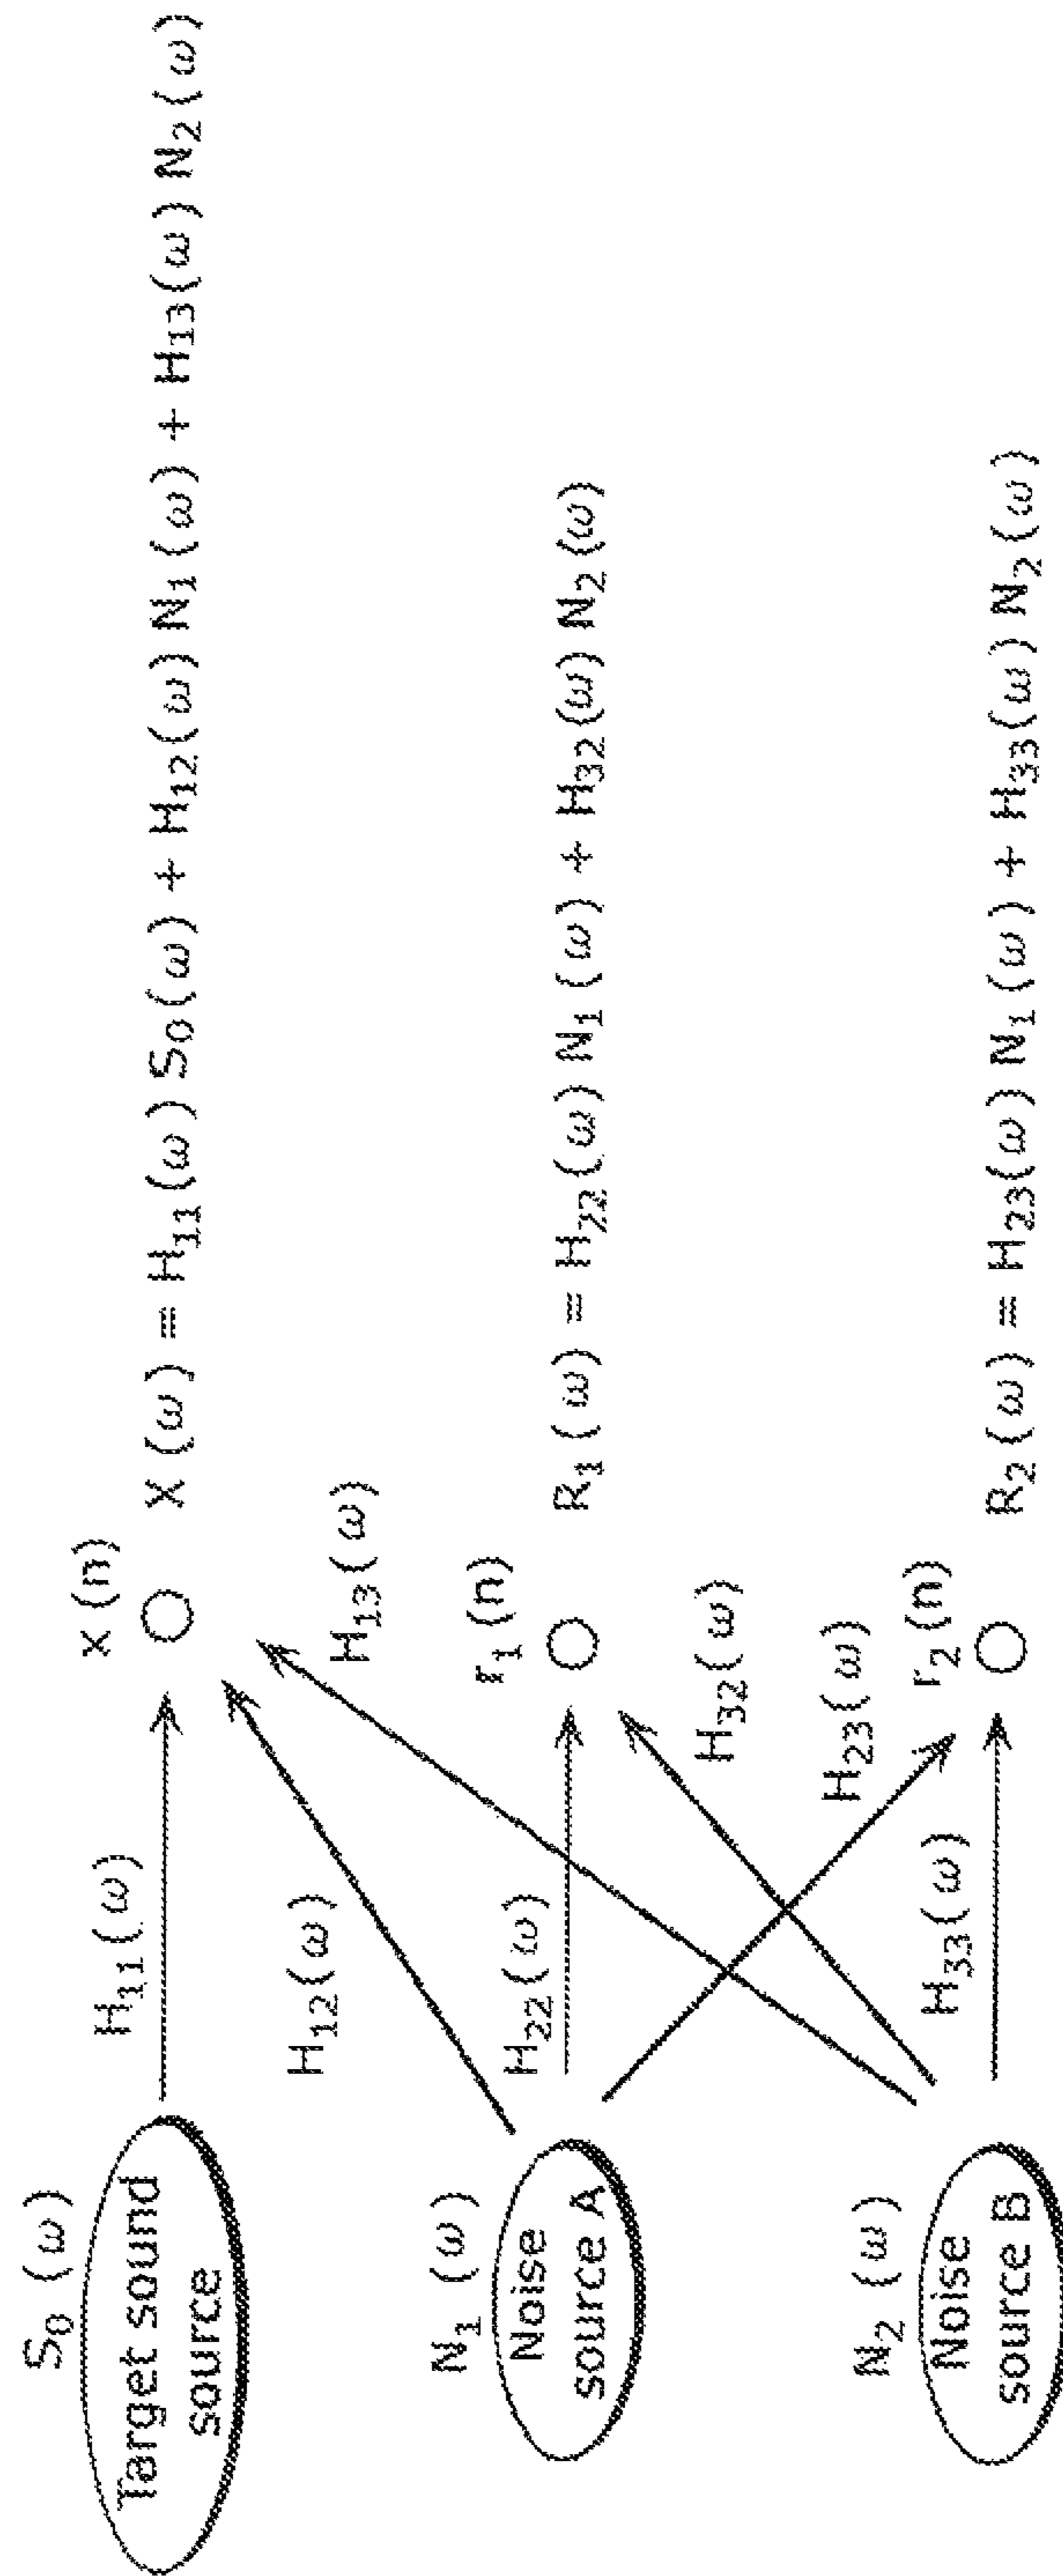 S₀ (ω)
Target sound
source
H₁₁(ω)
x (n)
X (ω) = H₁₁(ω) S₀(ω) + H₁₂(ω) N₁(ω) + H₁₃(ω) N₂(ω)
H₁₂(ω)
H₁₃(ω)
N₁ (ω)
Noise
source A
H₂₂(ω)
r₁ (n)
R₁ (ω) = H₂₂(ω) N₁ (ω) + H₃₂(ω) N₂ (ω)
H₃₂(ω)
H₂₃(ω)
N₂ (ω)
Noise
source B
H₃₃(ω)
r₂ (n)
R₂ (ω) = H₂₃(ω) N₁ (ω) + H₃₃(ω) N₂ (ω)